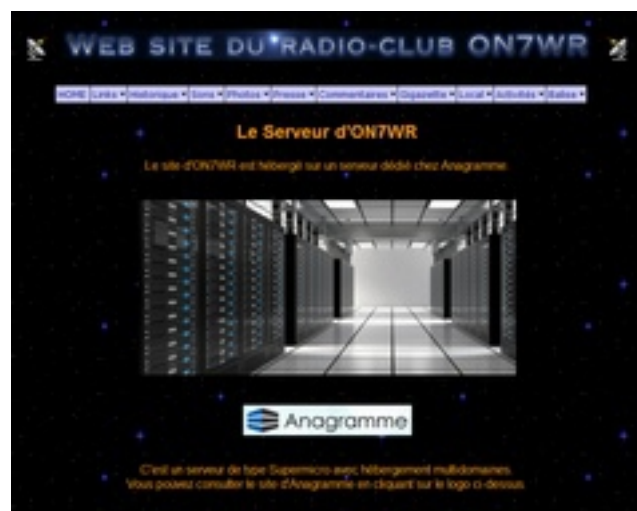 WEB SITE DU RADIO-CLUB ON7WR
HOME Links Historique Sons Photos Presse Commentaires Gigazette Local Activités Balise
Le Serveur d'ON7WR
Le site d'ON7WR est hébergé sur un serveur dédié chez Anagramme.
Anagramme
C'est un serveur de type Supermicro avec hébergement multidomaines.
Vous pouvez consulter le site d'Anagramme en cliquant sur le logo ci-dessus.